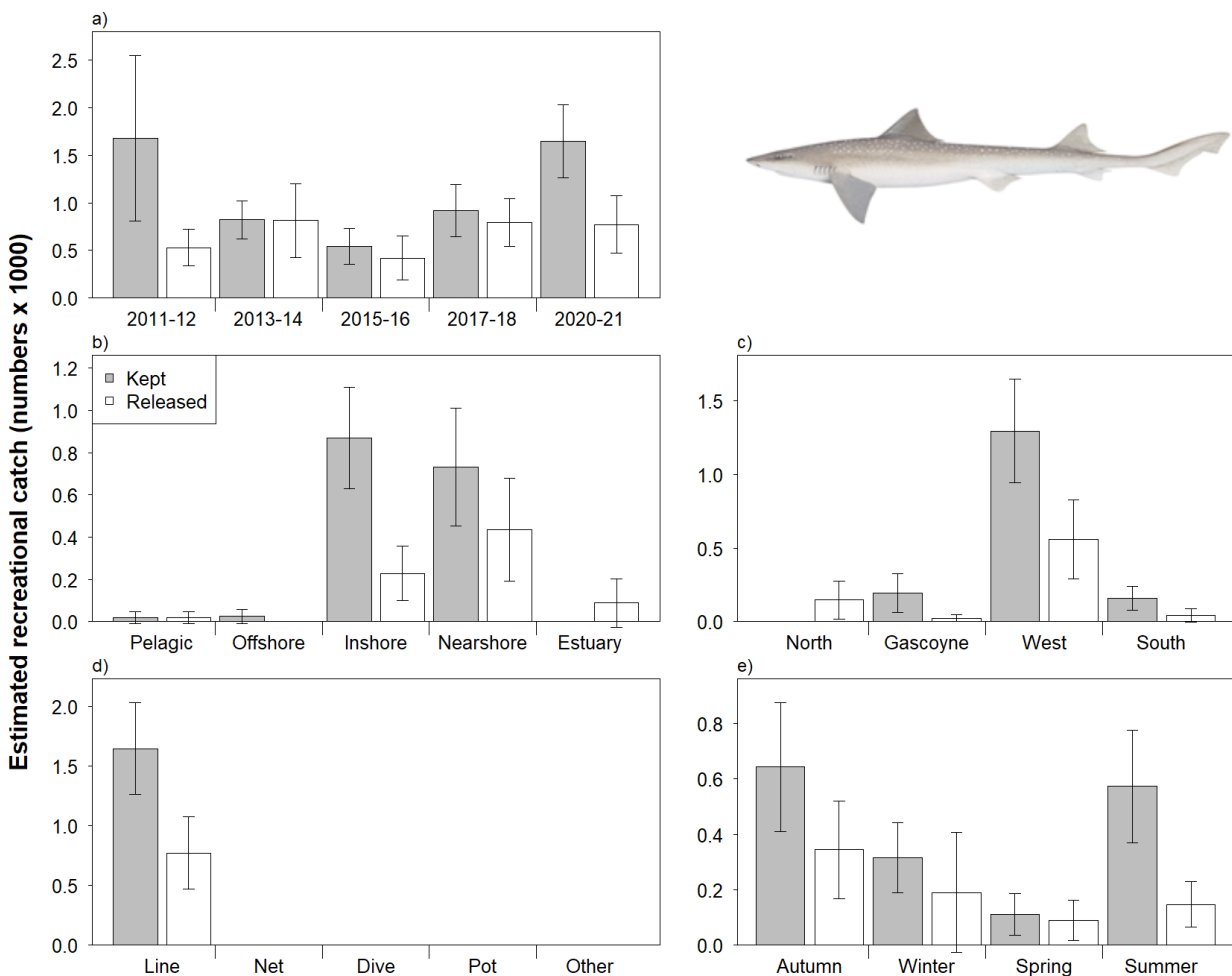 Estimated recreational catch (numbers x 1000)
a)
2.5
2.0
1.5
1.0
0.5
0.0
2011-12 2013-14 2015-16 2017-18 2020-21
b)
1.2
1.0
0.8
0.6
0.4
0.2
0.0
Kept
Released
Pelagic Offshore Inshore Nearshore Estuary
c)
1.5
1.0
0.5
0.0
North Gascoyne West South
d)
2.0
1.5
1.0
0.5
0.0
Line Net Dive Pot Other
e)
0.8
0.6
0.4
0.2
0.0
Autumn Winter Spring Summer